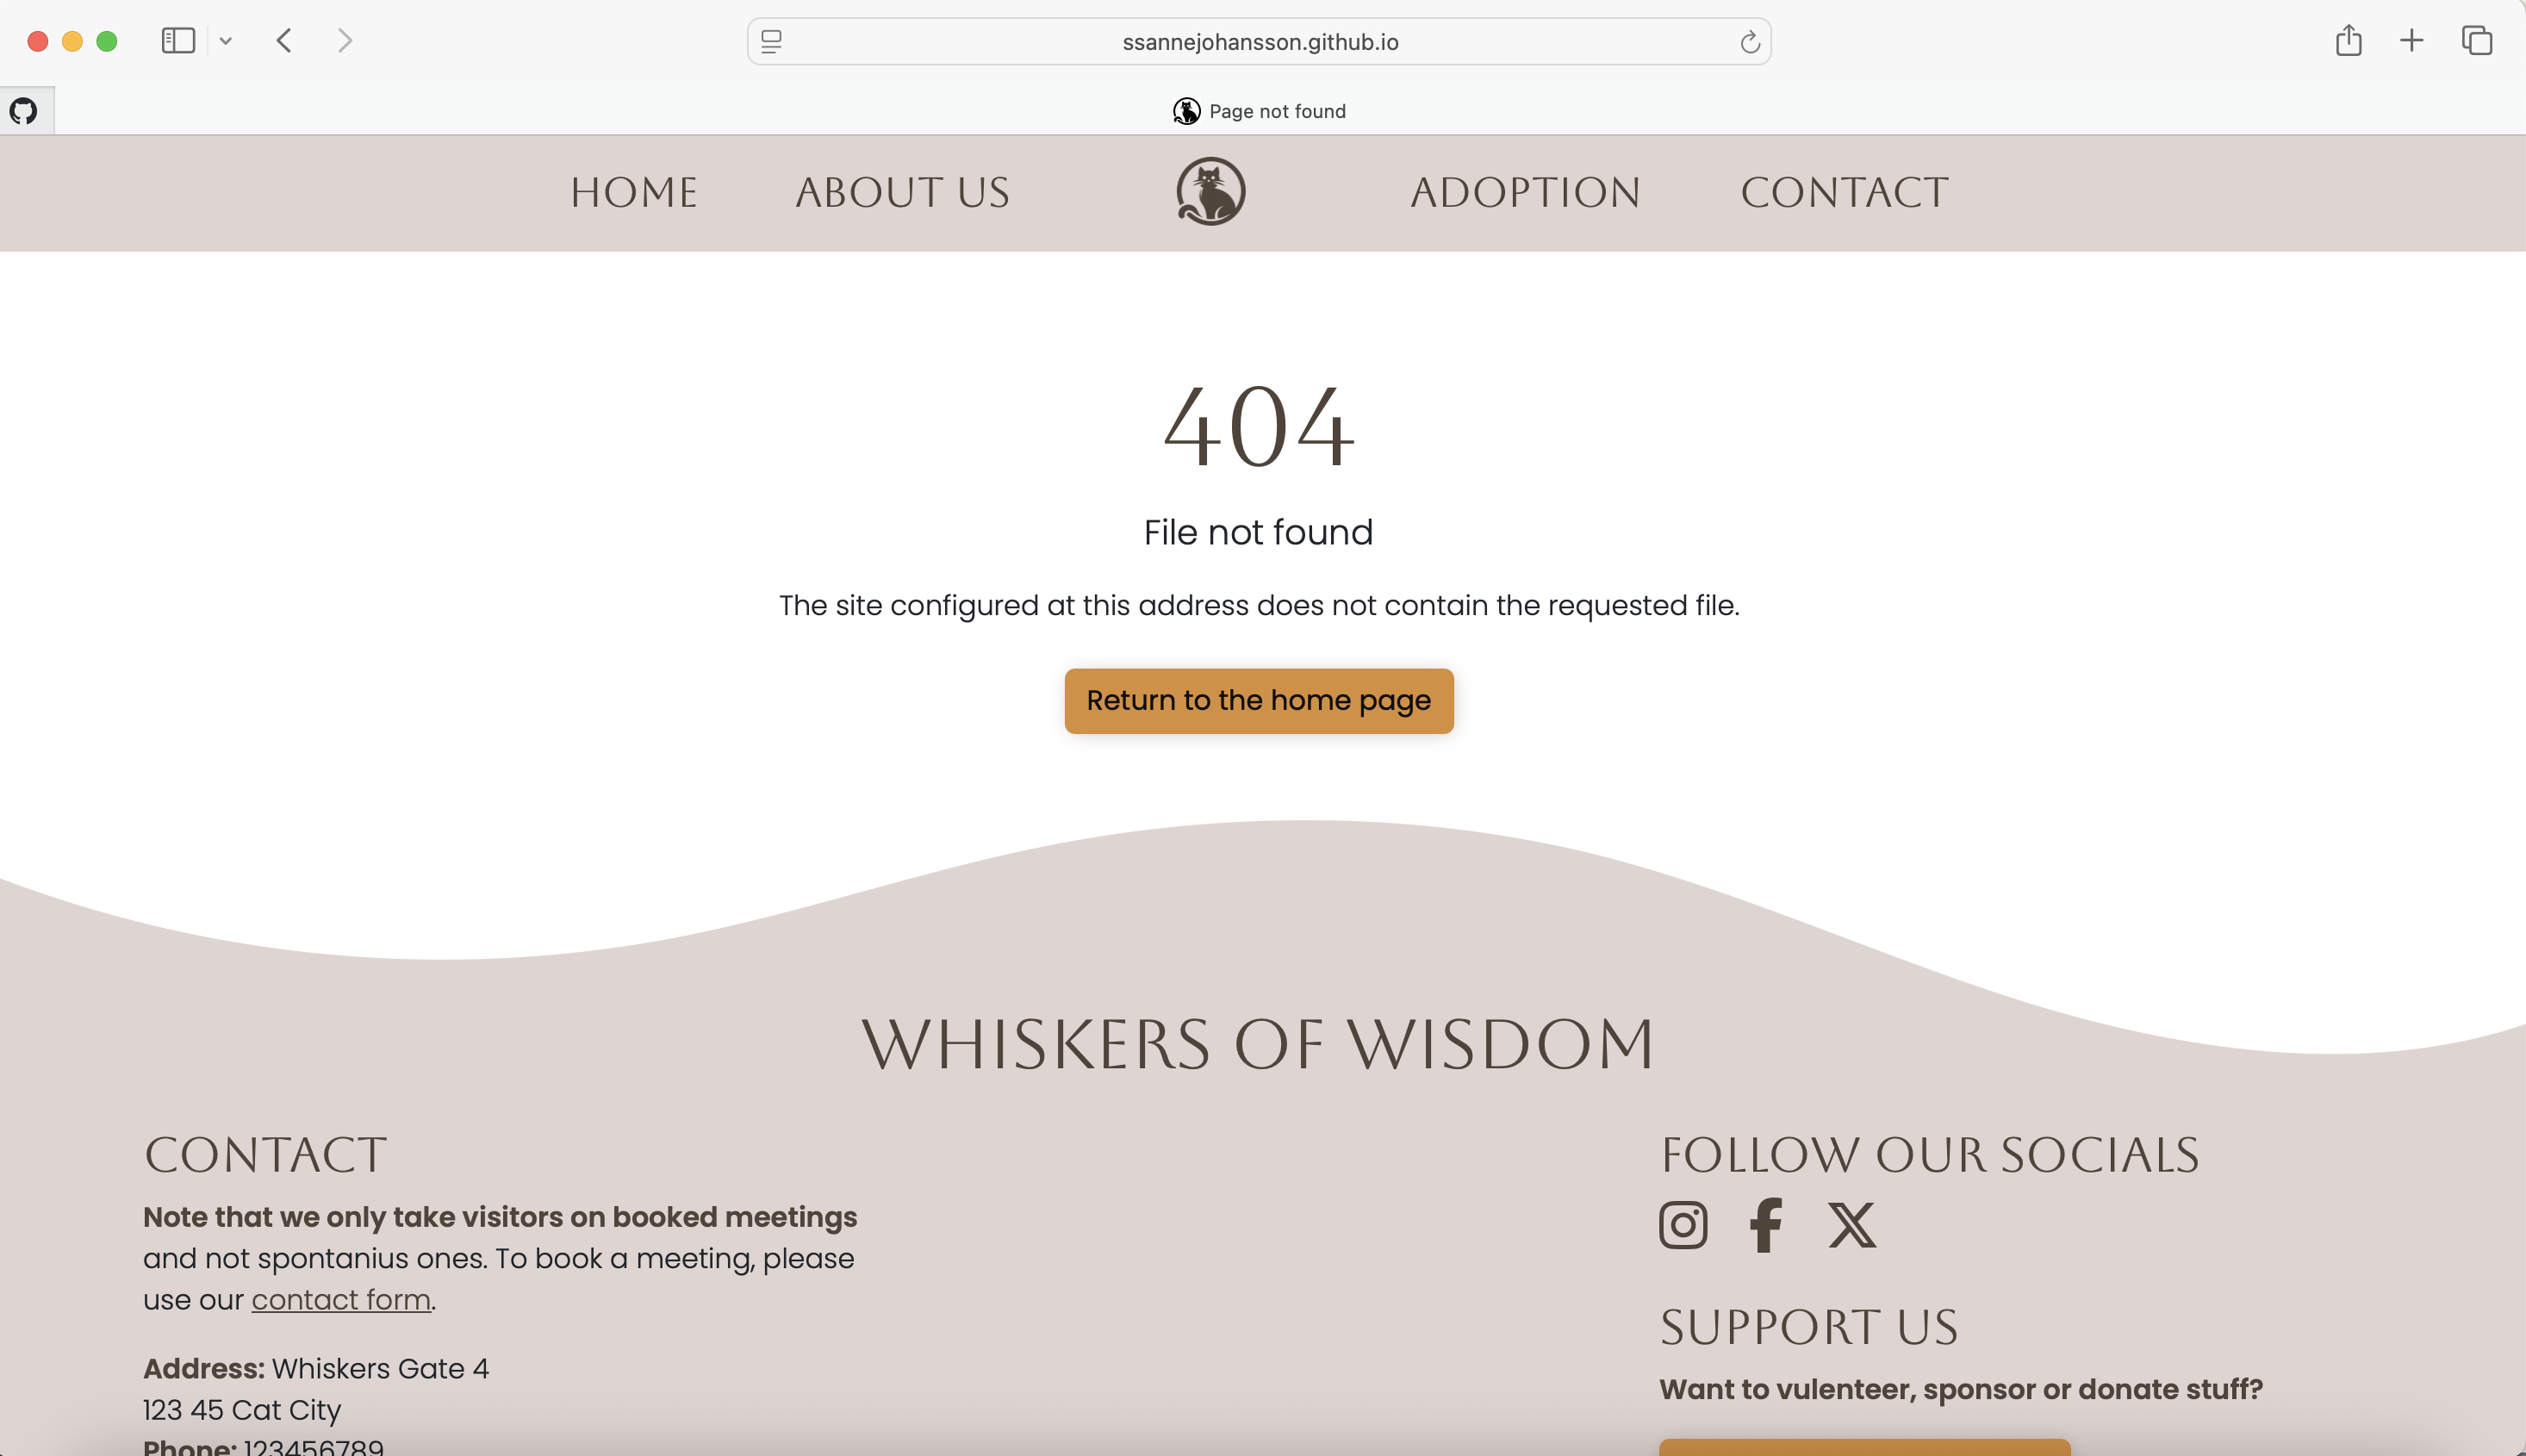 ssannejohansson.github.io
Page not found
HOME
ABOUT US
ADOPTION
CONTACT
404
File not found
The site configured at this address does not contain the requested file.
Return to the home page
WHISKERS OF WISDOM
CONTACT
Note that we only take visitors on booked meetings
and not spontanius ones. To book a meeting, please
use our contact form.
Address: Whiskers Gate 4
123 45 Cat City
Phone: 123456789
FOLLOW OUR SOCIALS
SUPPORT US
Want to vulenteer, sponsor or donate stuff?